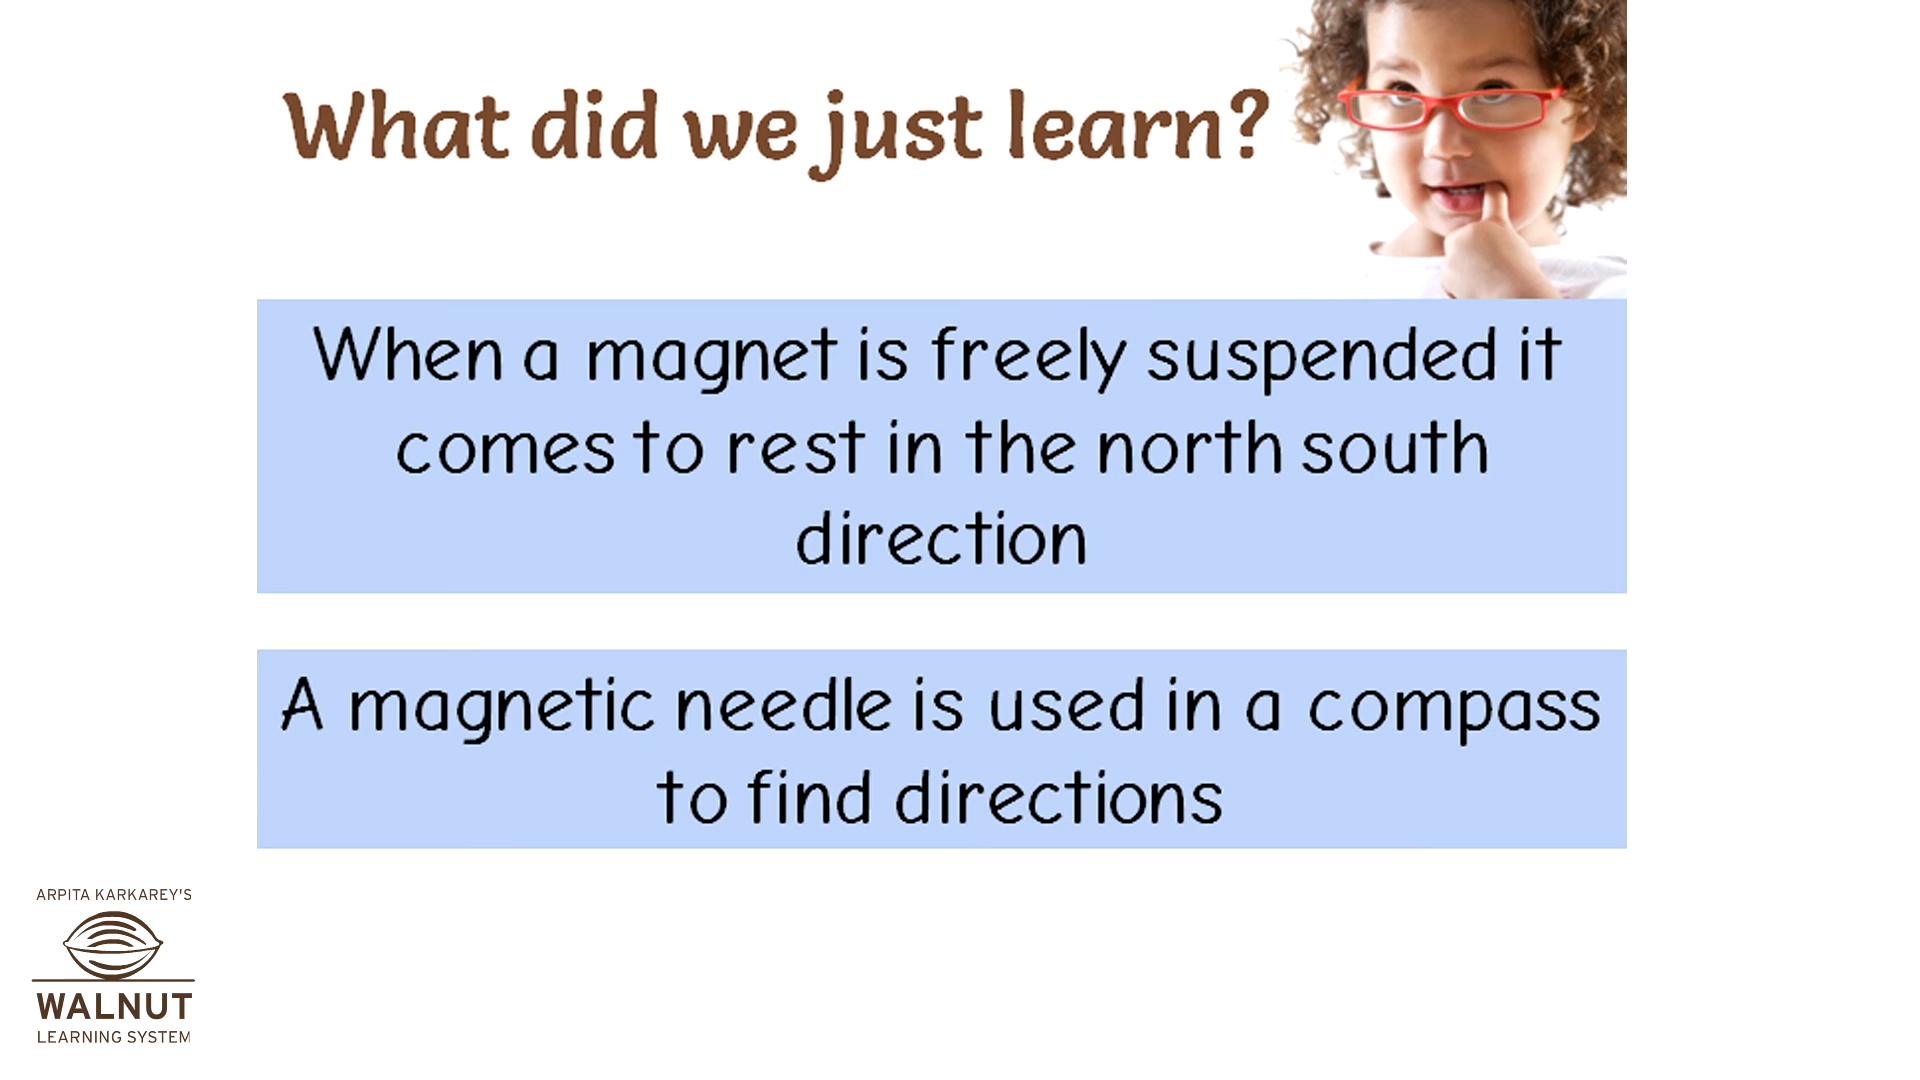 What did we just learn?
When a magnet is freely suspended it
comes to rest in the north south
direction
A magnetic needle is used in a compass
to find directions
ARPITA KARKAREY'S
WALNUT
LEARNING SYSTEM